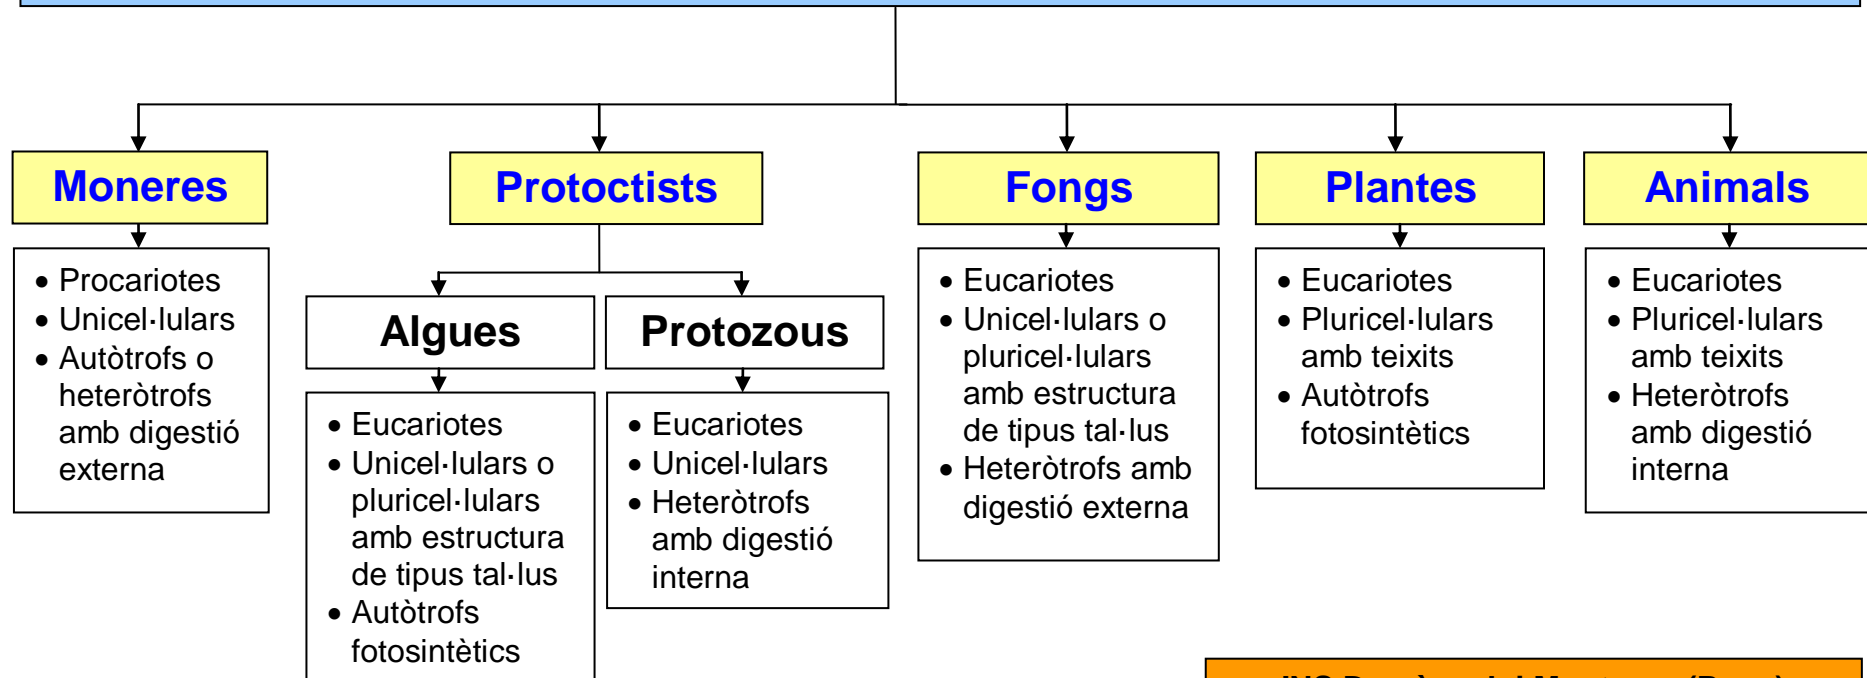 Moneres
Protoctists
Fongs
Plantes
Animals
• Procariotes
• Unicel·lulars
• Autòtrofs o
heteròtrofs
amb digestió
externa
Algues
Protozous
• Eucariotes
• Unicel·lulars o
pluricel·lulars
amb estructura
de tipus tal·lus
• Autòtrofs
fotosintètics
• Eucariotes
• Unicel·lulars
• Heteròtrofs
amb digestió
interna
• Eucariotes
• Unicel·lulars o
pluricel·lulars
amb estructura
de tipus tal·lus
• Heteròtrofs amb
digestió externa
• Eucariotes
• Pluricel·lulars
amb teixits
• Autòtrofs
fotosintètics
• Eucariotes
• Pluricel·lulars
amb teixits
• Heteròtrofs
amb digestió
interna